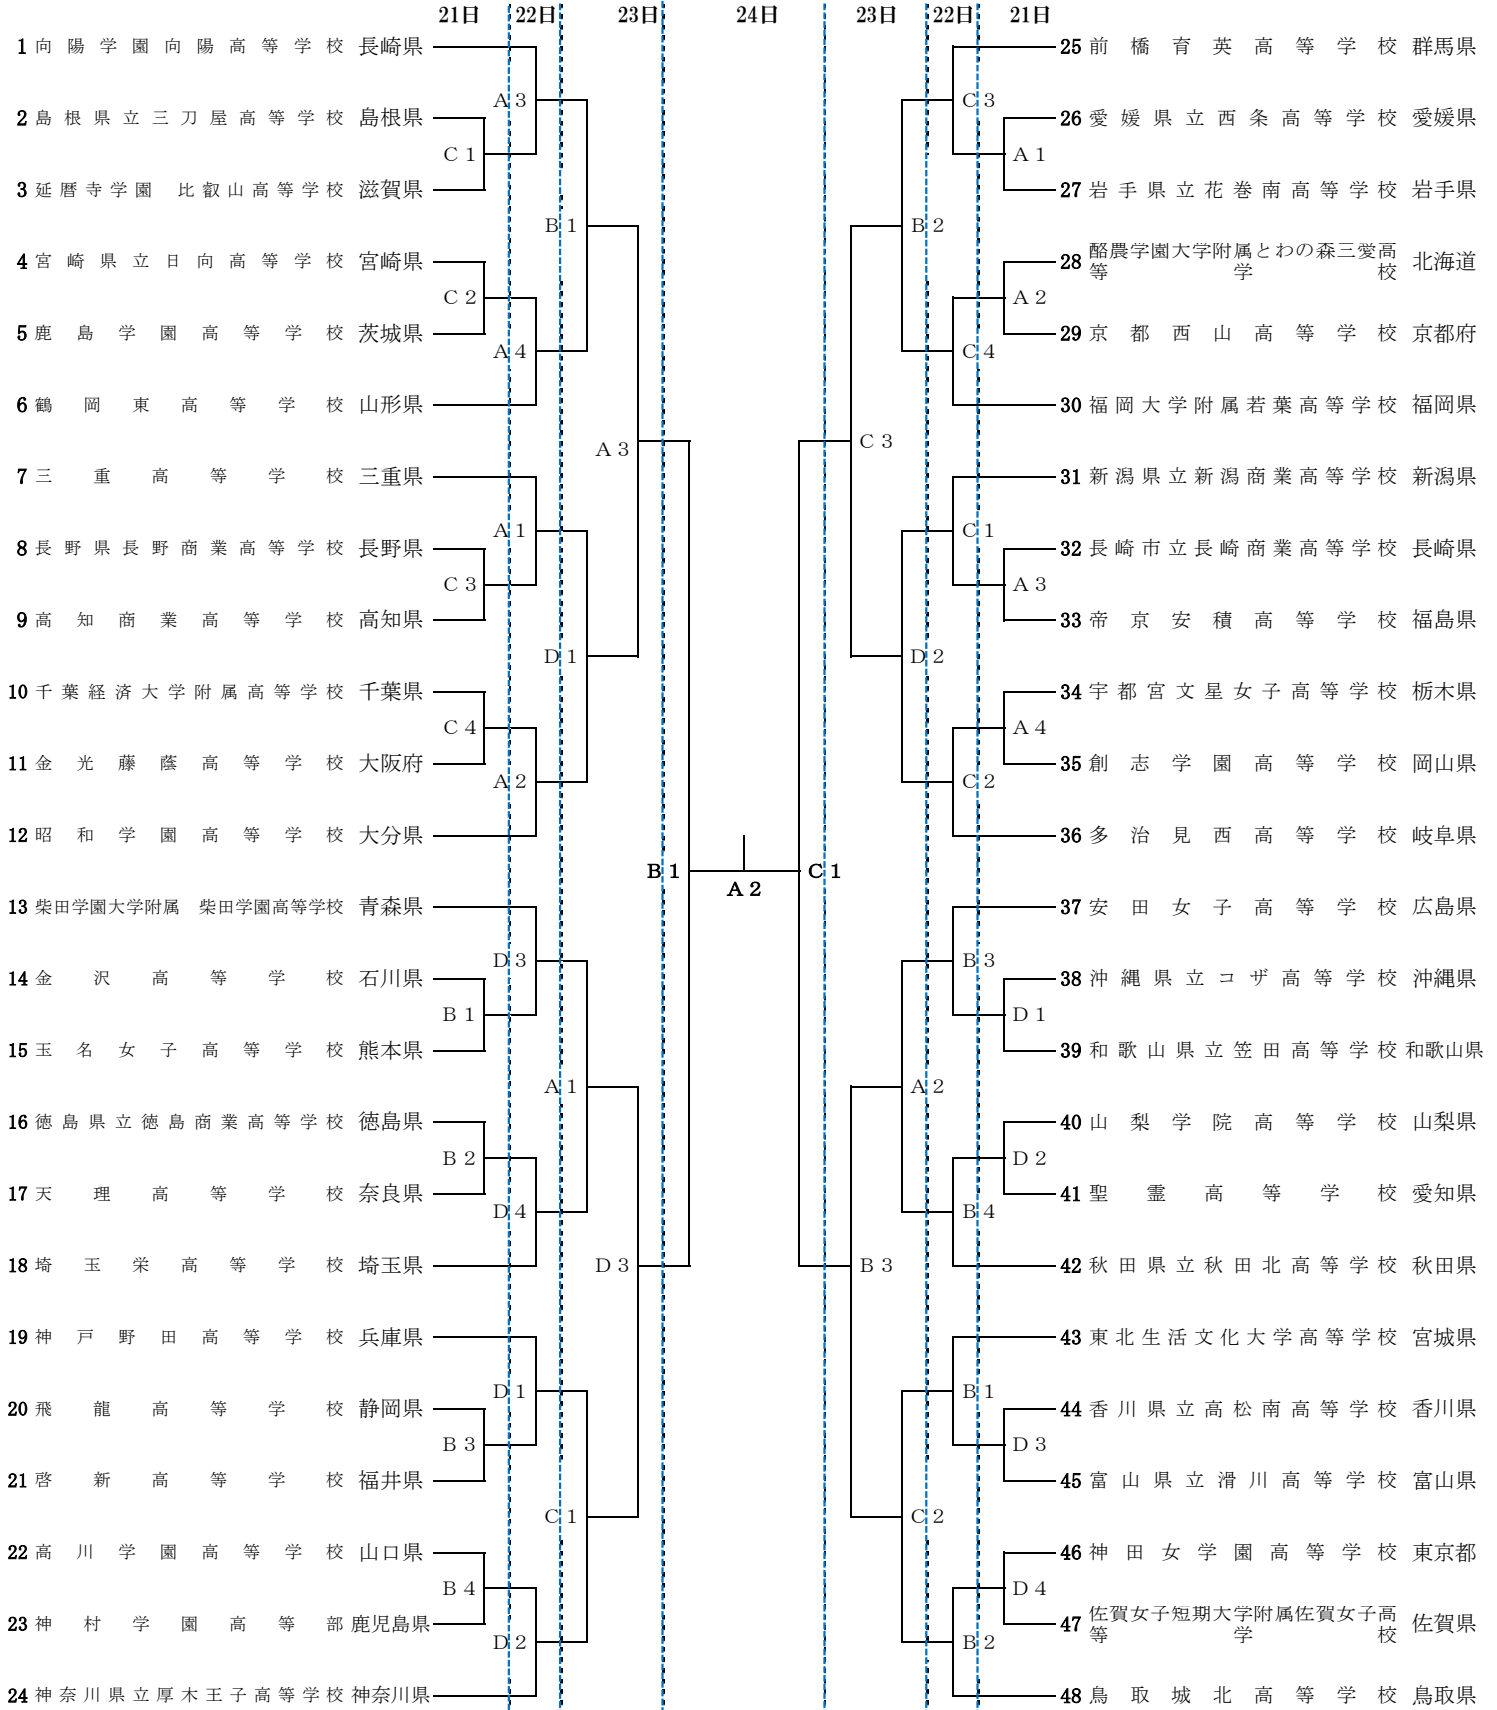 21日 22日 23日 24日 23日 22日 21日
1 向陽学園向陽高等学校 長崎県
A 3
2 島根県立三刀屋高等学校 島根県
C 1
3 延暦寺学園 比叡山高等学校 滋賀県
B 1
4 宮崎県立日向高等学校 宮崎県
C 2
5 鹿島学園高等学校 茨城県
A 4
6 鶴岡東高等学校 山形県
A 3
7 三重高等学校 三重県
A 1
8 長野県長野商業高等学校 長野県
C 3
9 高知商業高等学校 高知県
D 1
10 千葉経済大学附属高等学校 千葉県
C 4
11 金光藤蔭高等学校 大阪府
A 2
12 昭和学園高等学校 大分県
B 1
13 柴田学園大学附属 柴田学園高等学校 青森県
D 3
14 金沢高等学校 石川県
B 1
15 玉名女子高等学校 熊本県
A 1
16 徳島県立徳島商業高等学校 徳島県
B 2
17 天理高等学校 奈良県
D 4
18 埼玉栄高等学校 埼玉県
D 3
19 神戸野田高等学校 兵庫県
D 1
20 飛龍高等学校 静岡県
B 3
21 啓新高等学校 福井県
C 1
22 高川学園高等学校 山口県
B 4
23 神村学園高等部 鹿児島県
D 2
24 神奈川県立厚木王子高等学校 神奈川県
A 2
25 前橋育英高等学校 群馬県
C 3
26 愛媛県立西条高等学校 愛媛県
A 1
27 岩手県立花巻南高等学校 岩手県
B 2
28 酪農学園大学附属とわの森三愛高
等学校 北海道
A 2
29 京都西山高等学校 京都府
C 4
30 福岡大学附属若葉高等学校 福岡県
C 3
31 新潟県立新潟商業高等学校 新潟県
C 1
32 長崎市立長崎商業高等学校 長崎県
A 3
33 帝京安積高等学校 福島県
D 2
34 宇都宮文星女子高等学校 栃木県
A 4
35 創志学園高等学校 岡山県
C 2
36 多治見西高等学校 岐阜県
C 1
37 安田女子高等学校 広島県
B 3
38 沖縄県立コザ高等学校 沖縄県
D 1
39 和歌山県立笠田高等学校 和歌山県
A 2
40 山梨学院高等学校 山梨県
D 2
41 聖霊高等学校 愛知県
B 4
42 秋田県立秋田北高等学校 秋田県
B 3
43 東北生活文化大学高等学校 宮城県
B 1
44 香川県立高松南高等学校 香川県
D 3
45 富山県立滑川高等学校 富山県
C 2
46 神田女学園高等学校 東京都
D 4
47 佐賀女子短期大学附属佐賀女子高
等学校 佐賀県
B 2
48 鳥取城北高等学校 鳥取県